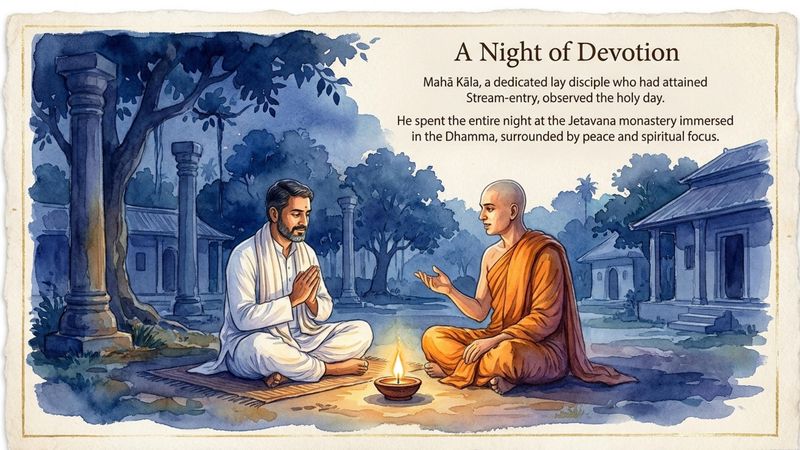 A Night of Devotion
Mahā Kāla, a dedicated lay disciple who had attained
Stream-entry, observed the holy day.
He spent the entire night at the Jetavana monastery immersed
in the Dhamma, surrounded by peace and spiritual focus.